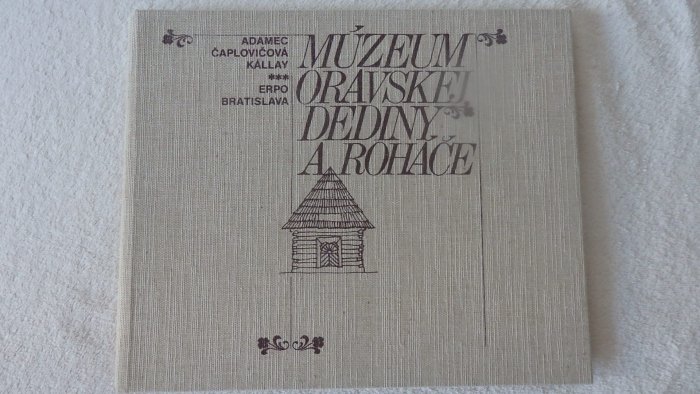 ADAMEC
ČAPLOVIČOVÁ
KÁLLAY
***
ERPO
BRATISLAVA
MÚZEUM
ORAVSKEJ
DEDINY
A ROHÁČE